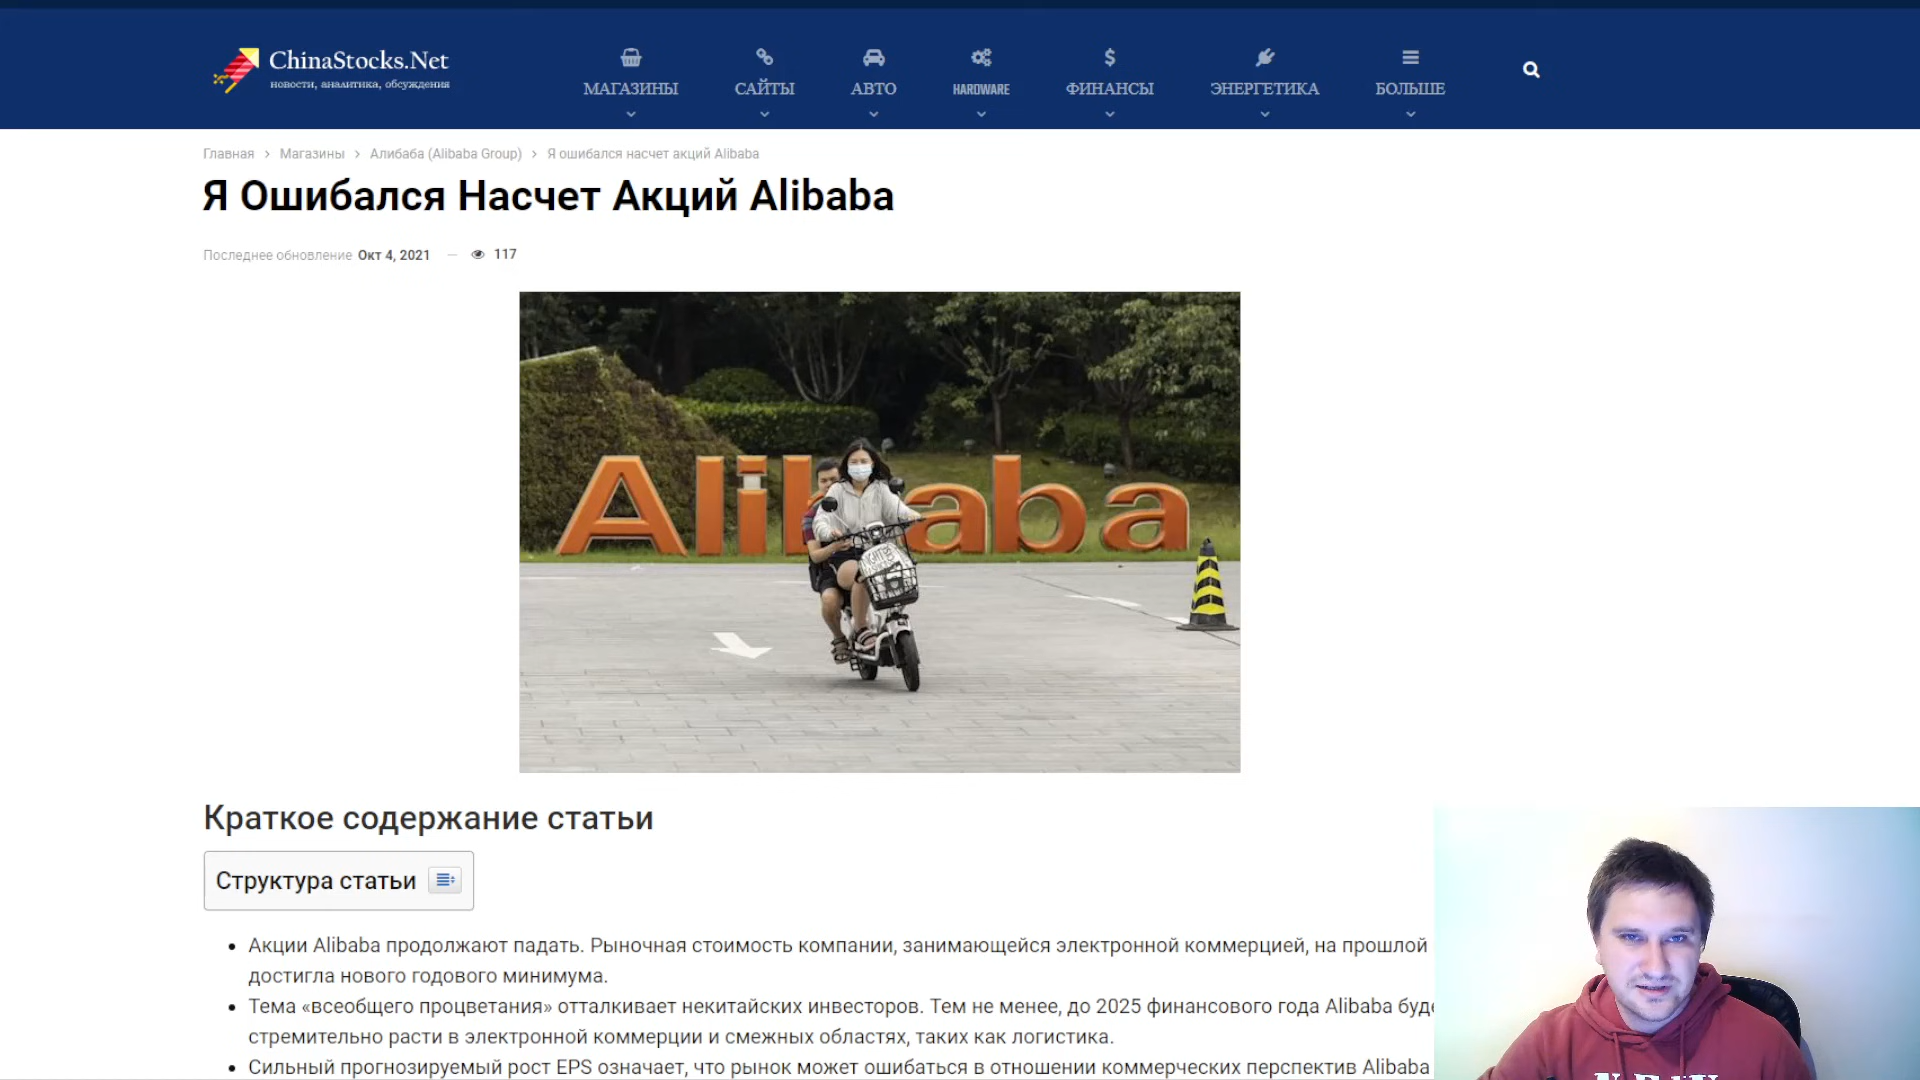 ChinaStocks.Net
новости, аналитика, обсуждения
МАГАЗИНЫ
САЙТЫ
АВТО
HARDWARE
ФИНАНСЫ
ЭНЕРГЕТИКА
БОЛЬШЕ
Главная > Магазины > Алибаба (Alibaba Group) > Я ошибался насчет акций Alibaba
Я Ошибался Насчет Акций Alibaba
Последнее обновление Окт 4, 2021 — 117
Alibaba
Краткое содержание статьи
Структура статьи
Акции Alibaba продолжают падать. Рыночная стоимость компании, занимающейся электронной коммерцией, на прошлой
достигла нового годового минимума.
Тема «всеобщего процветания» отталкивает некитайских инвесторов. Тем не менее, до 2025 финансового года Alibaba
стремительно расти в электронной коммерции и смежных областях, таких как логистика.
Сильный прогнозируемый рост EPS означает, что рынок может ошибаться в отношении коммерческих перспектив Alibaba